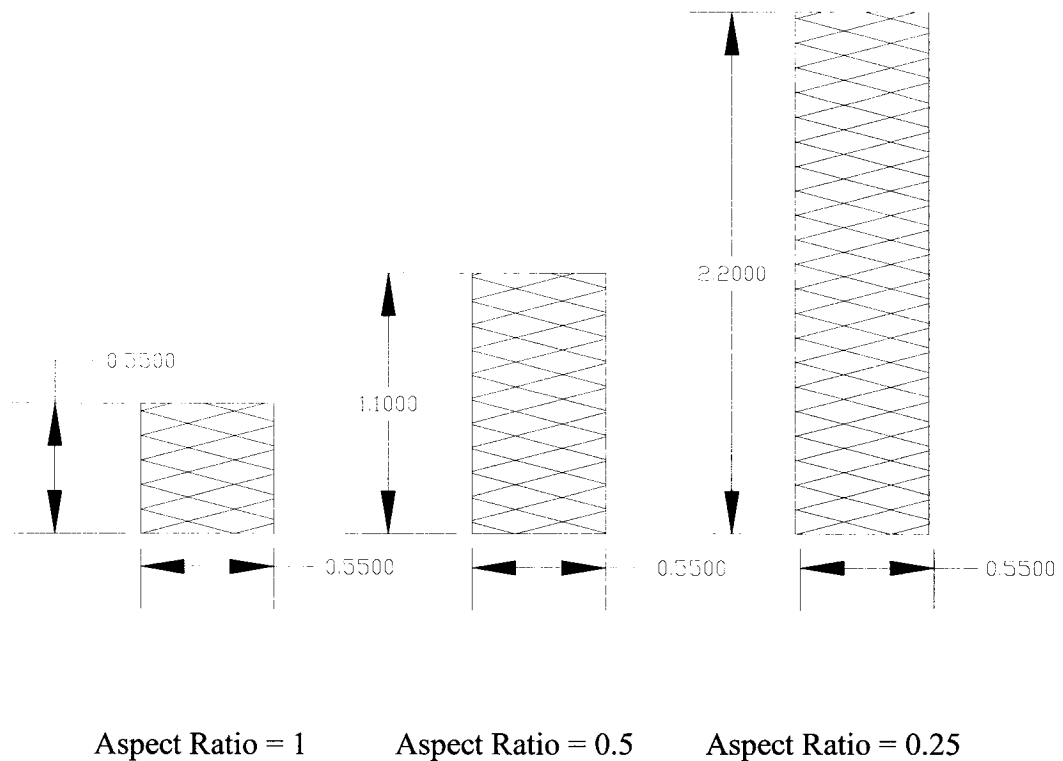 2.2000
0.5500
1.1000
0.5500
0.5500
0.5500
Aspect Ratio = 1
Aspect Ratio = 0.5
Aspect Ratio = 0.25